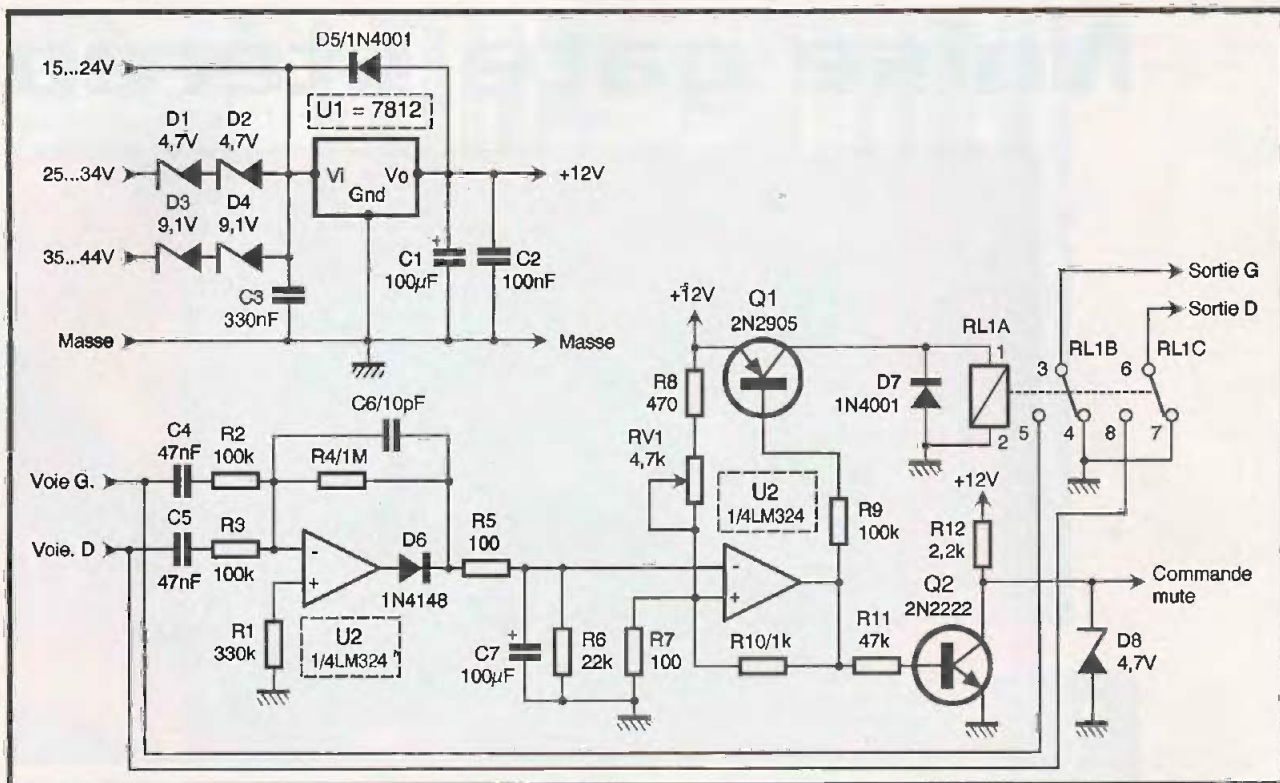 D5/1N4001
15...24V
U1 = 7812
D1
4,7V
D2
4,7V
25...34V
Vi
Vo
Gnd
+12V
D3
9,1V
D4
9,1V
35...44V
C3
330nF
+
C1
100µF
C2
100nF
Masse
Masse
C6/10pF
C4
47nF
R2
100k
R4/1M
Voie G.
Voie. D
C5
47nF
R3
100k
-
+
D6
1N4148
R5
100
R1
330k
U2
1/4LM324
+
C7
100µF
R6
22k
R7
100
+12V
Q1
2N2905
R8
470
RV1
4,7k
U2
1/4LM324
R9
100k
-
+
R10/1k
R11
47k
Q2
2N2222
D7
1N4001
RL1A
1
2
+12V
R12
2,2k
Commande
mute
D8
4,7V
Sortie G
Sortie D
3
RL1B
6
RL1C
5
4
8
7